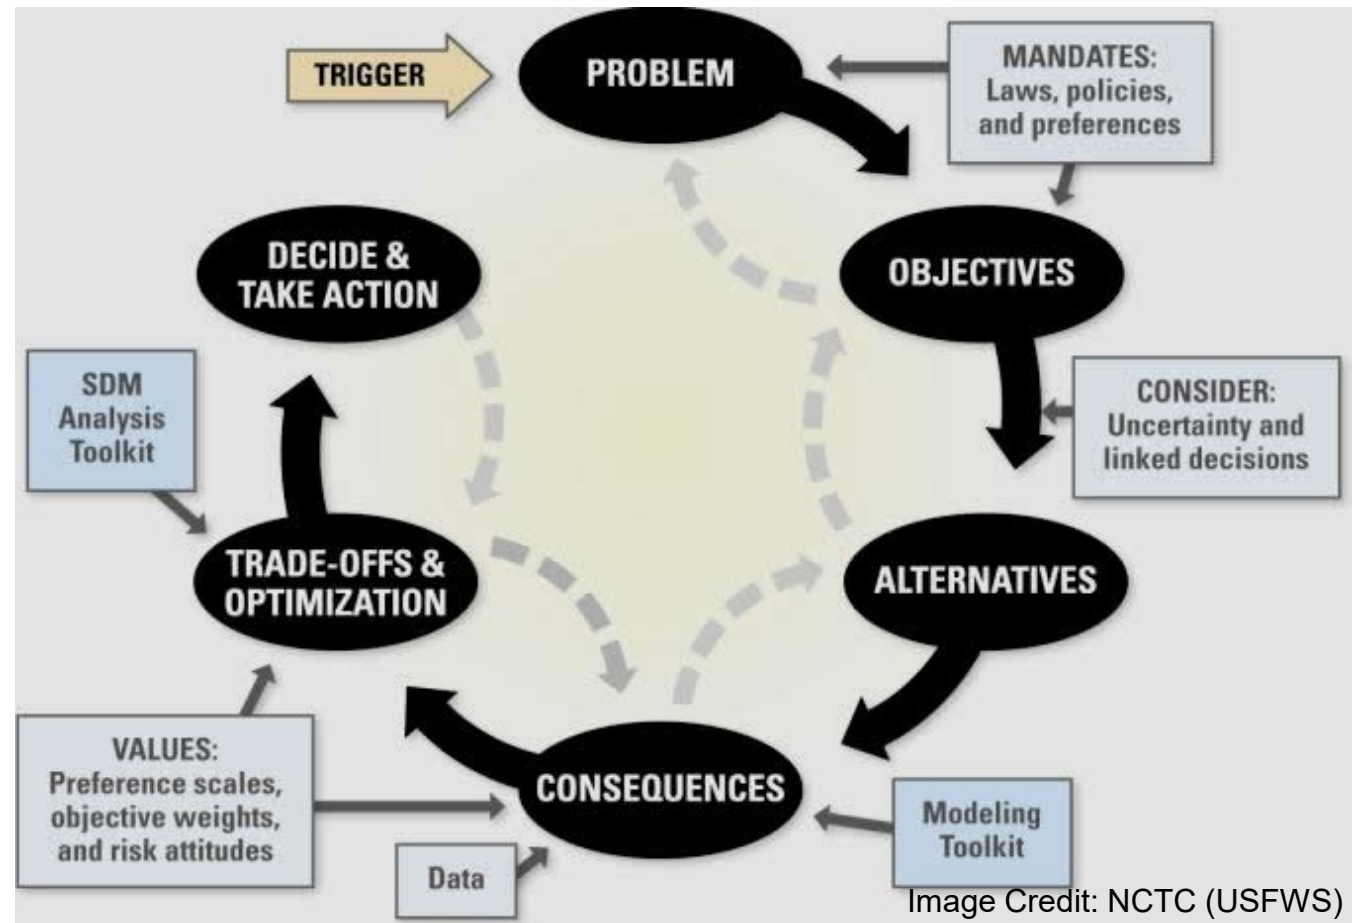 TRIGGER
PROBLEM
MANDATES:
Laws, policies,
and preferences
DECIDE &
TAKE ACTION
OBJECTIVES
SDM
Analysis
Toolkit
CONSIDER:
Uncertainty and
linked decisions
TRADE-OFFS &
OPTIMIZATION
ALTERNATIVES
VALUES:
Preference scales,
objective weights,
and risk attitudes
CONSEQUENCES
Modeling
Toolkit
Data
Image Credit: NCTC (USFWS)